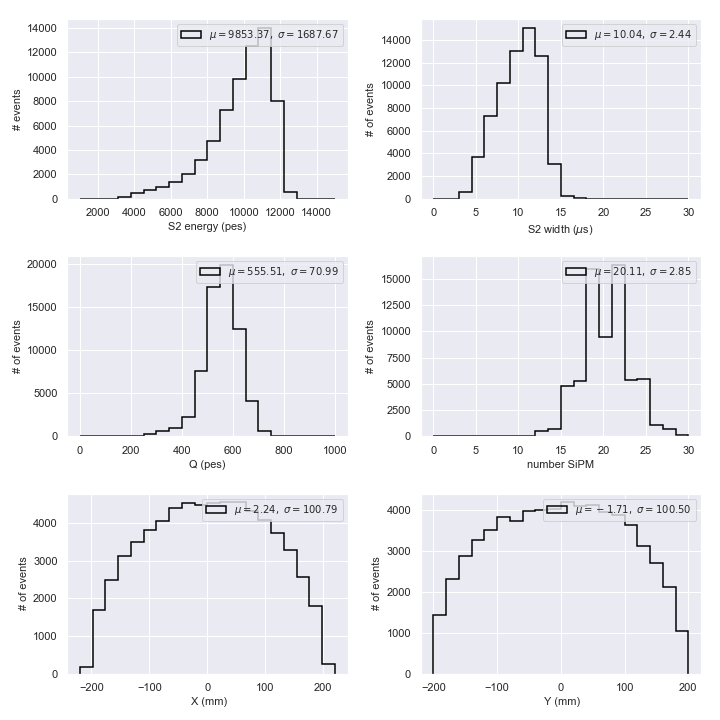 μ = 9853.37, σ = 1687.67
14000
12000
10000
8000
6000
4000
2000
0
# events
2000 4000 6000 8000 10000 12000 14000
S2 energy (pes)
μ = 10.04, σ = 2.44
14000
12000
10000
8000
6000
4000
2000
0
# of events
0 5 10 15 20 25 30
S2 width (μs)
μ = 555.51, σ = 70.99
20000
15000
10000
5000
0
# of events
0 200 400 600 800 1000
Q (pes)
μ = 20.11, σ = 2.85
15000
12500
10000
7500
5000
2500
0
# of events
0 5 10 15 20 25 30
number SiPM
μ = 2.24, σ = 100.79
4000
3000
2000
1000
0
# of events
−200 −100 0 100 200
X (mm)
μ = −1.71, σ = 100.50
4000
3000
2000
1000
0
# of events
−200 −100 0 100 200
Y (mm)